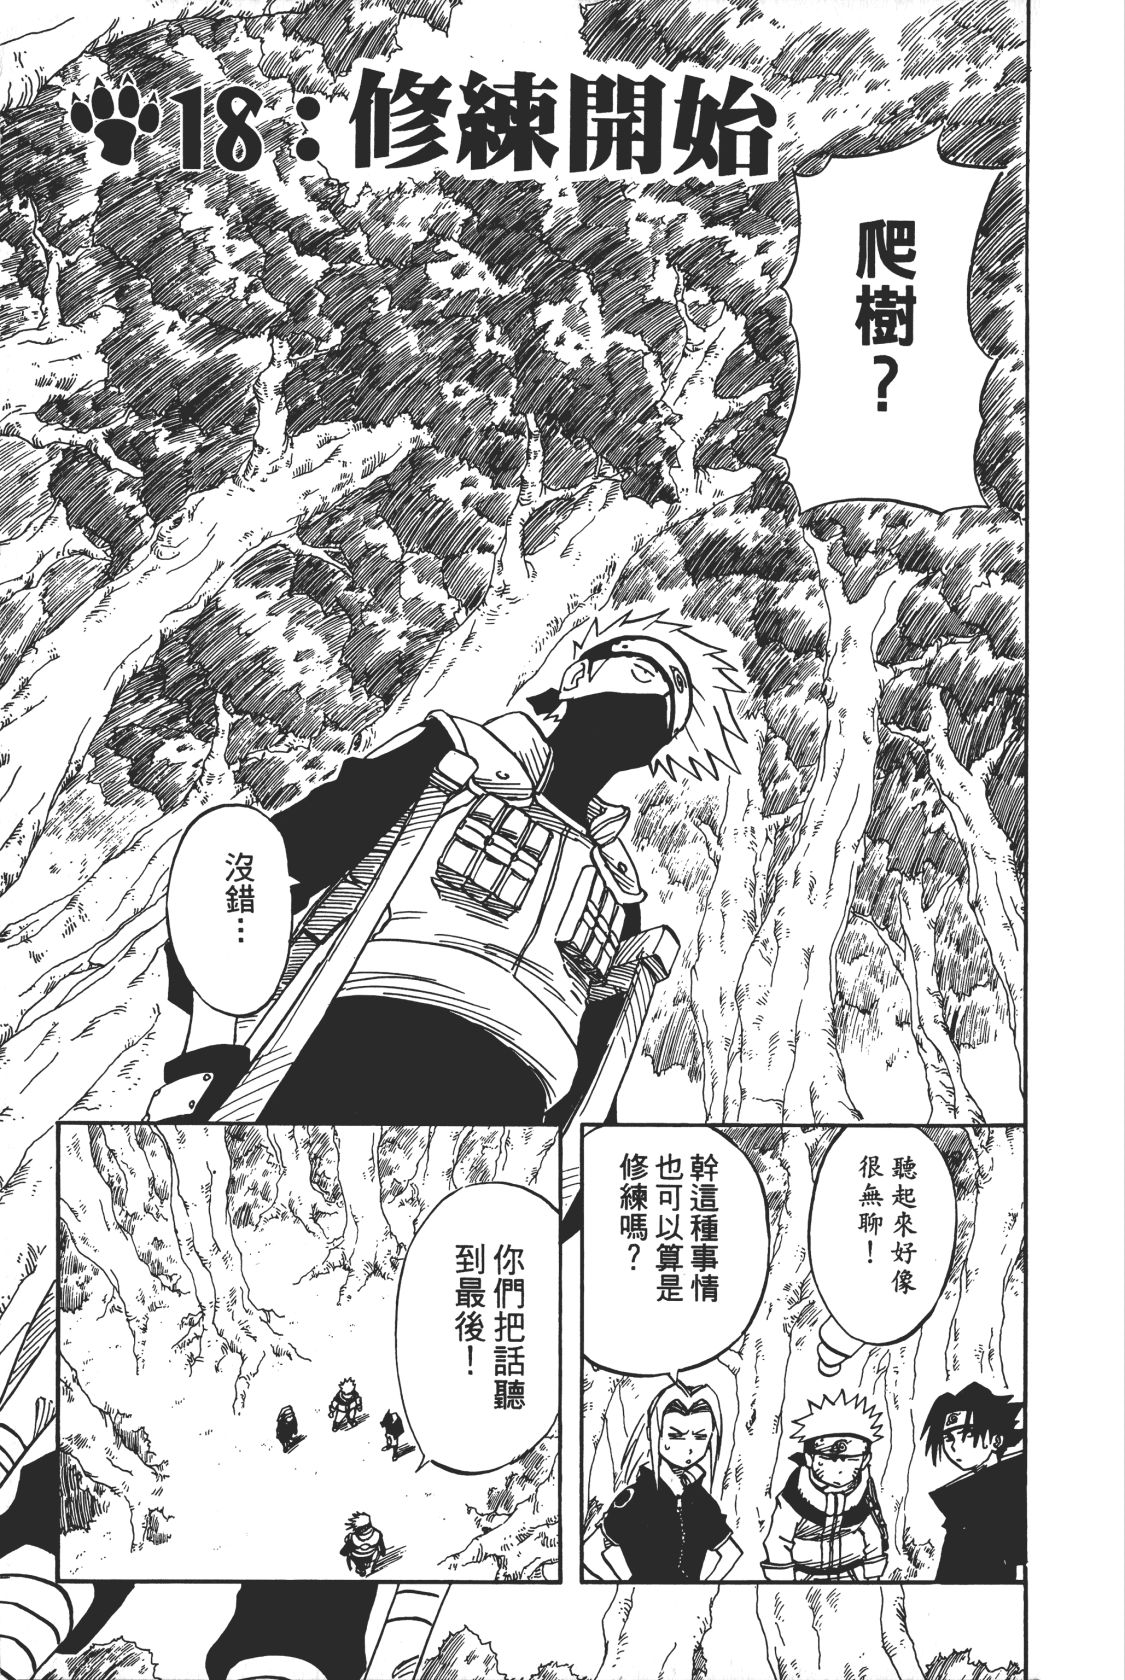 18：修練開始
爬樹？
沒錯…
聽起來好像
很無聊！
幹這種事情
也可以算是
修練嗎？
你們把話聽
到最後！